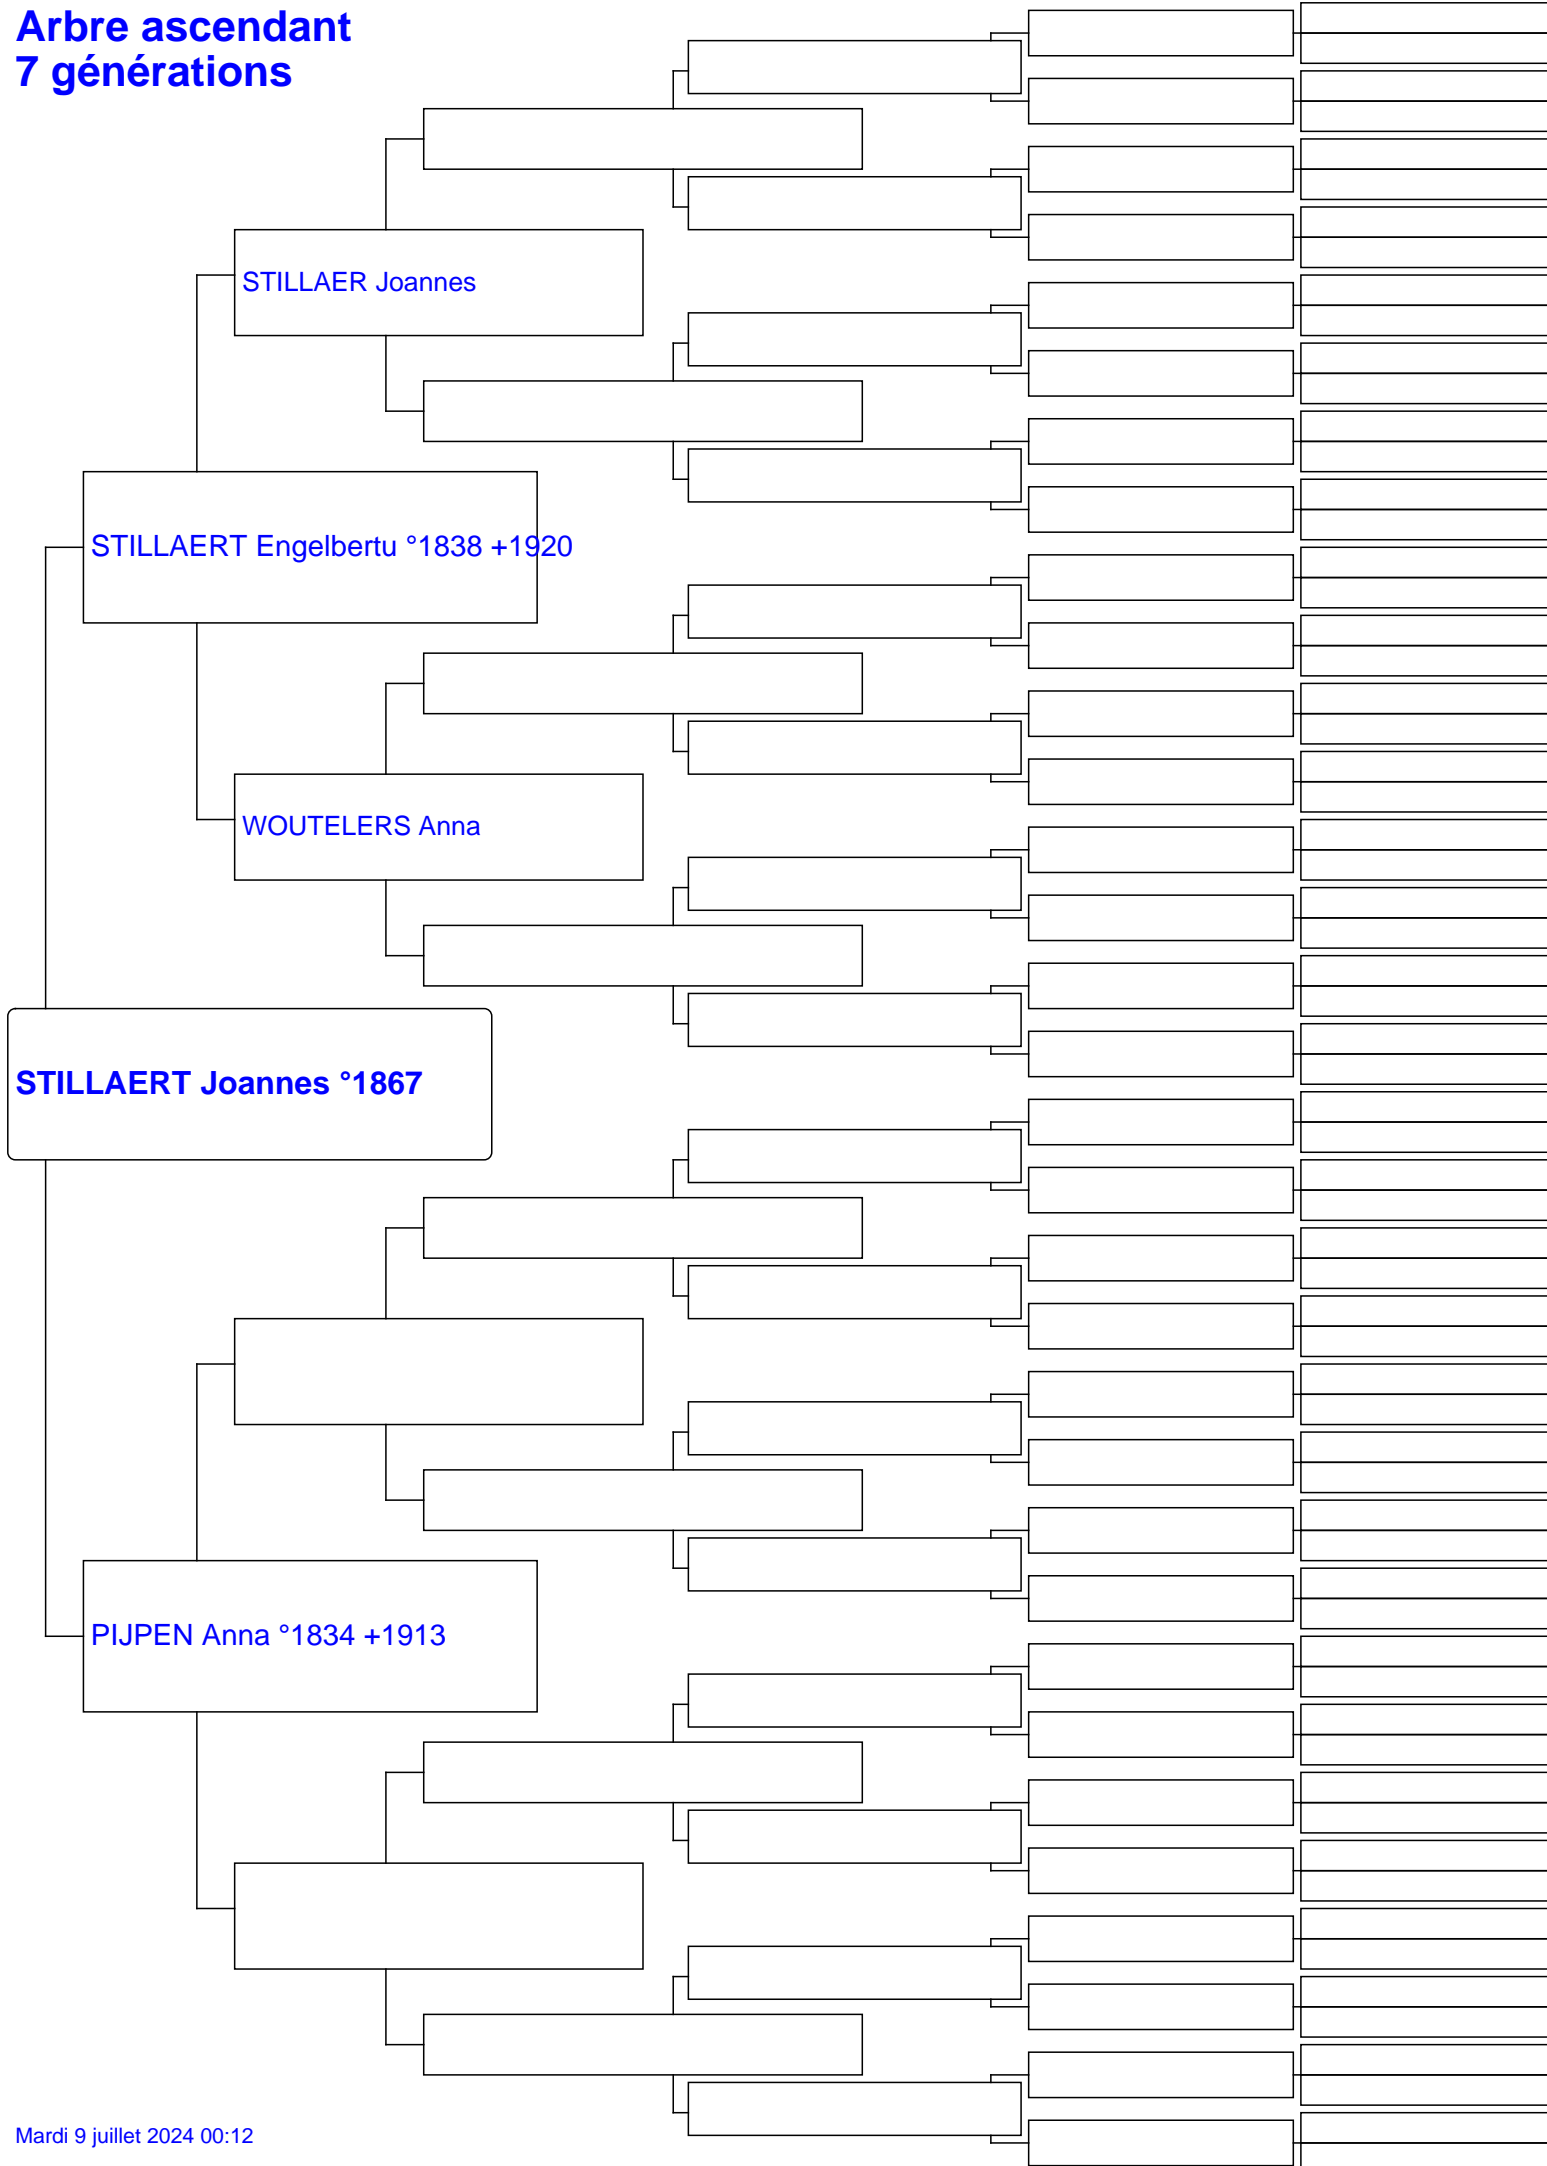 Arbre ascendant
7 générations
STILLAER Joannes
STILLAERT Engelbertu °1838 +1920
WOUTELERS Anna
STILLAERT Joannes °1867
PIJPEN Anna °1834 +1913
Mardi 9 juillet 2024 00:12